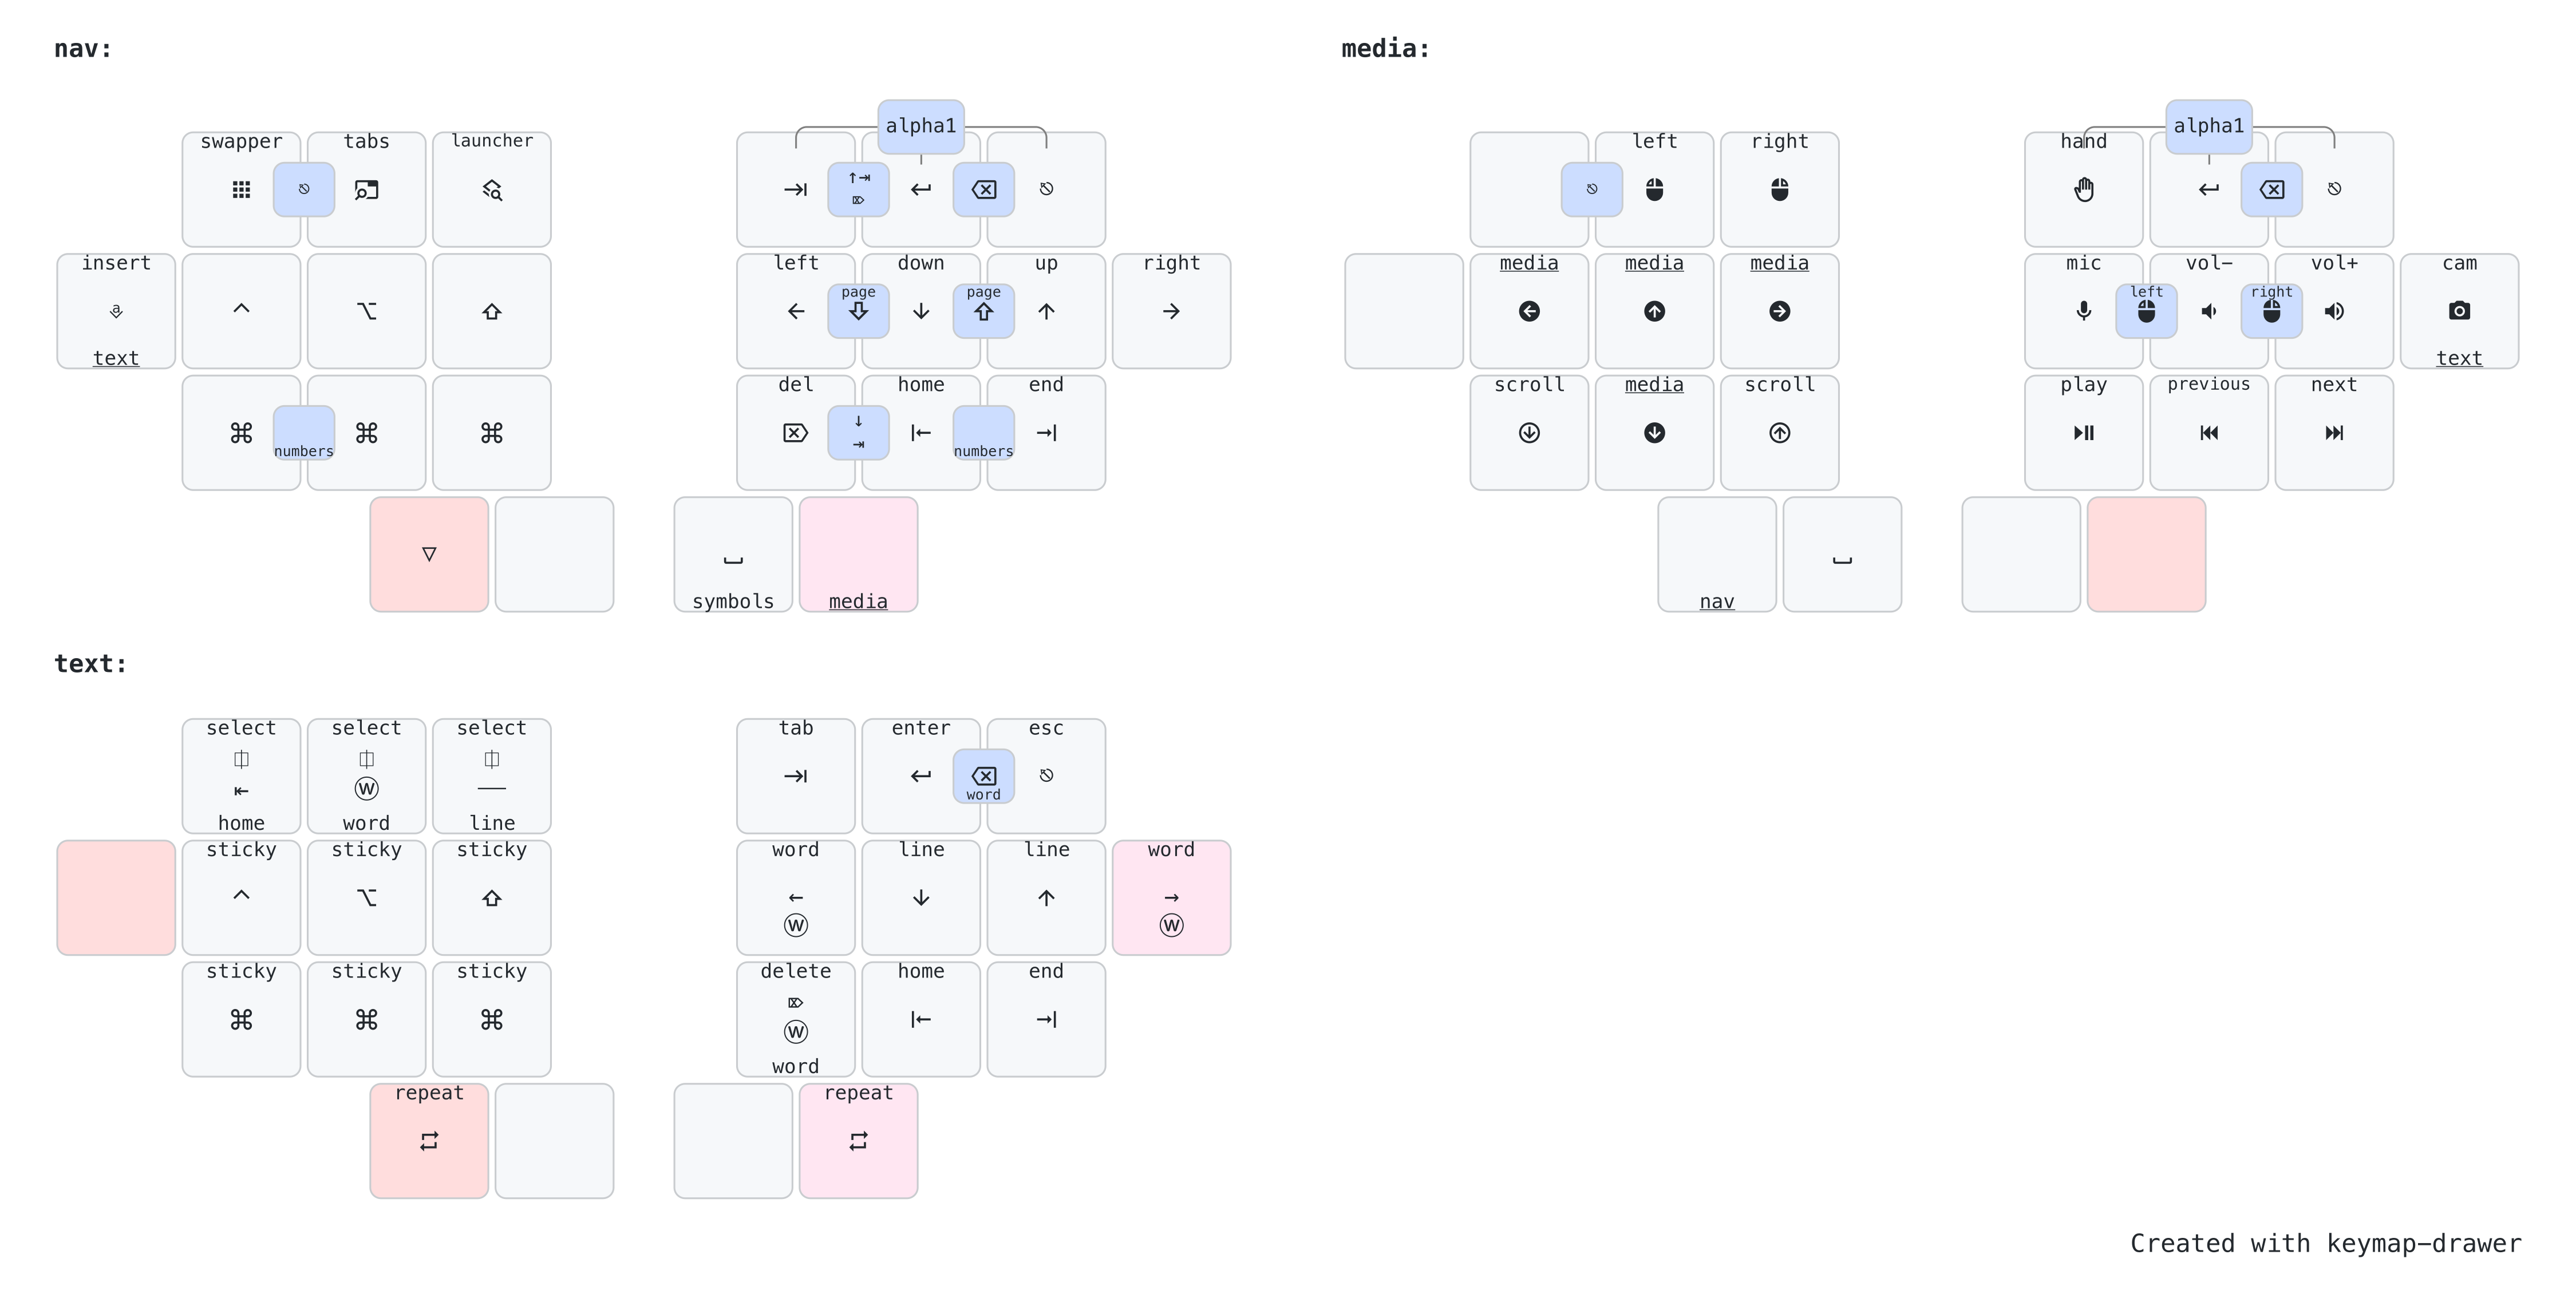 nav:
alpha1
swapper tabs launcher
insert left page down page up right
text
del home end
numbers numbers
symbols media
media:
alpha1
left right hand
media media media mic left vol− right vol+ cam
text
scroll media scroll play previous next
nav
text:
select select select tab enter esc
word
home word line
sticky sticky sticky word line line word
Ⓦ Ⓦ
sticky sticky sticky delete home end
Ⓦ
word
repeat repeat
Created with keymap−drawer